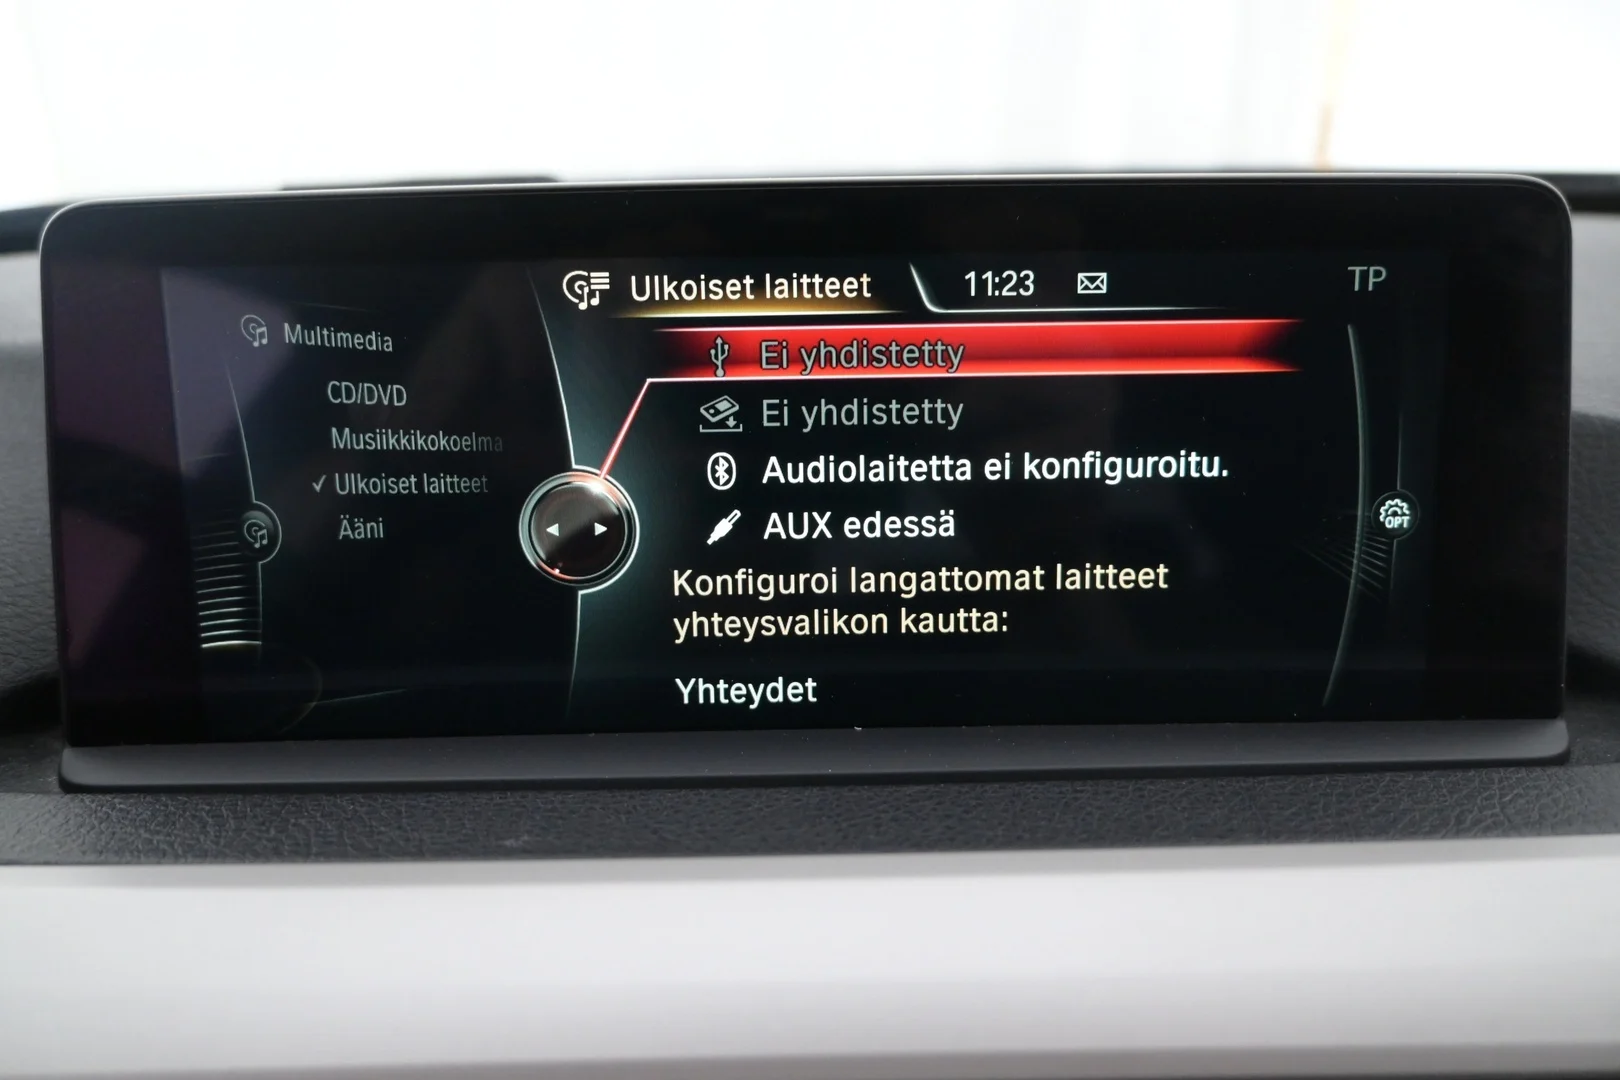 Ulkoiset laitteet 11:23 TP
Multimedia
CD/DVD
Musiikkikokoelma
✓ Ulkoiset laitteet
Ääni
Ei yhdistetty
Ei yhdistetty
Audiolaitetta ei konfiguroitu.
AUX edessä
Konfiguroi langattomat laitteet
yhteysvalikon kautta:
Yhteydet
OPT